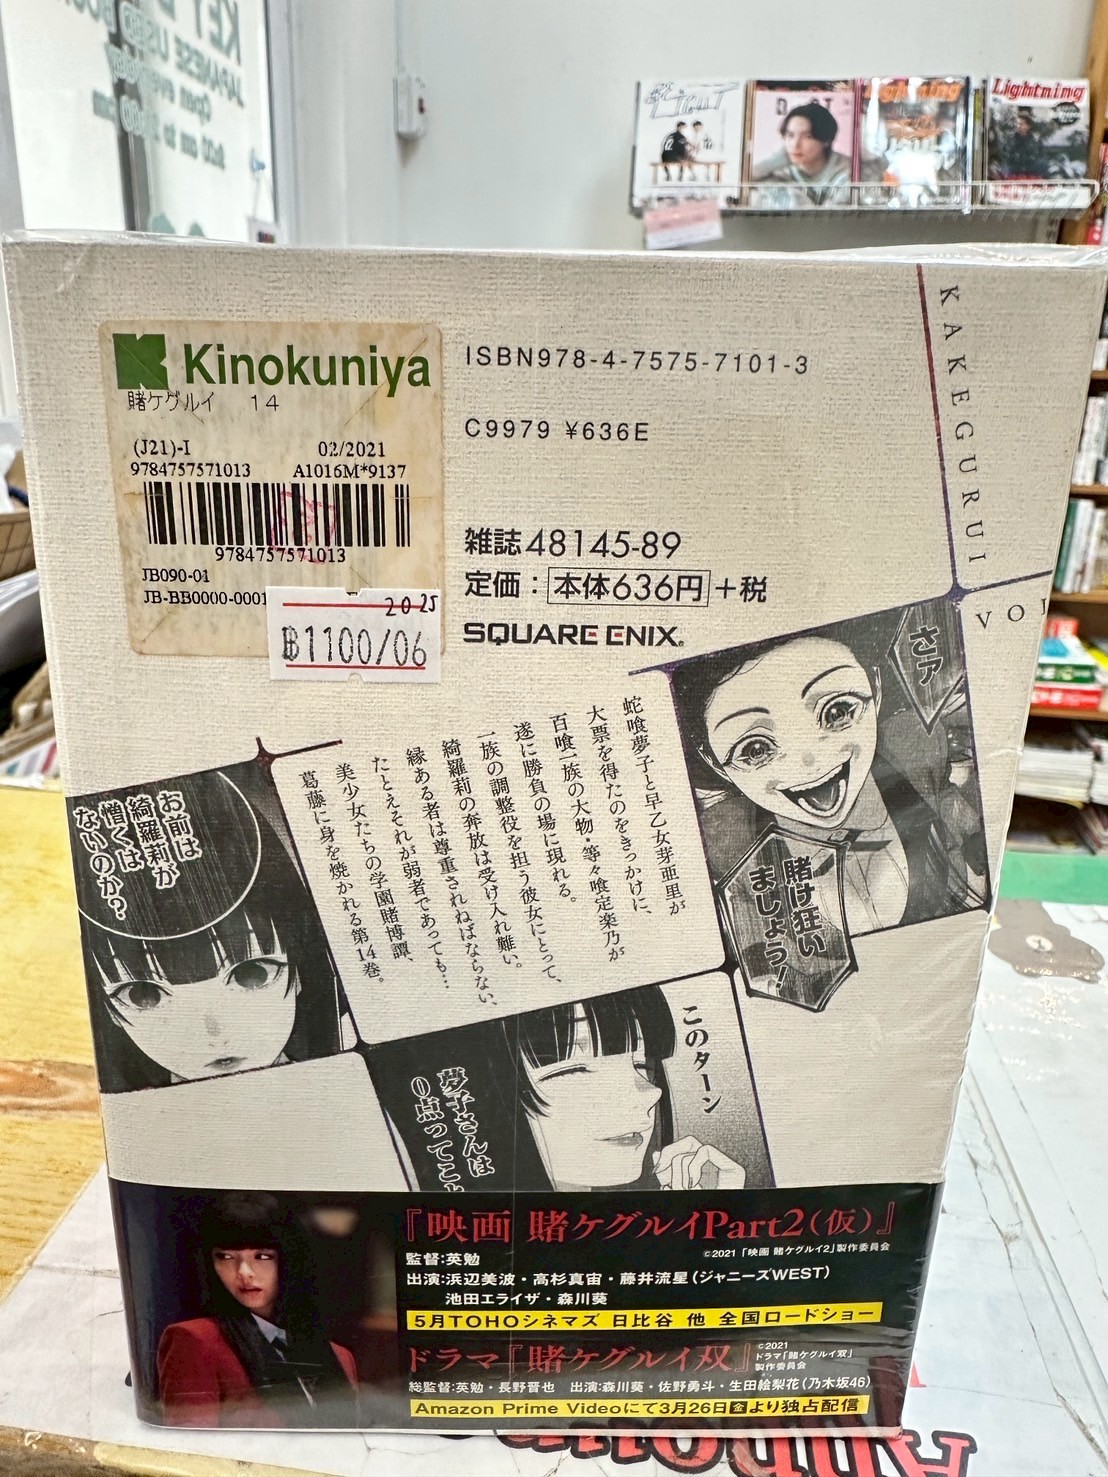 KEY B
JAPANESE USED BOO
Open everyday
Lightning
Lightning
Kinokuniya
賭ケグルイ 14
(J21)-I 02/2021
9784757571013 A1016M*9137
9784757571013
JB090-01
JB-BB0000-0001
2025
฿1100/06
ISBN978-4-7575-7101-3
C9979 ¥636E
雑誌48145-89
定価：本体636円＋税
SQUARE ENIX.
KAKEGURUI
VOL
さァ
賭け狂い
ましょう！
蛇喰夢子と早乙女芽亜里が
大票を得たのをきっかけに、
百喰一族の大物・等々喰定楽乃が
遂に勝負の場に現れる。
一族の調整役を担う彼女にとって、
綺羅莉の奔放は受け入れ難い。
縁ある者は尊重されねばならない、
たとえそれが弱者であっても…
美少女たちの学園賭博譚、
葛藤に身を焼かれる第14巻。
お前は
綺羅莉が
憎くは
ないのか？
このターン
夢子さんは
0点ってこと
『映画 賭ケグルイPart2（仮）』
©2021「映画 賭ケグルイ2」製作委員会
監督：英勉
出演：浜辺美波・高杉真宙・藤井流星（ジャニーズWEST）
池田エライザ・森川葵
5月TOHOシネマズ 日比谷 他 全国ロードショー
ドラマ『賭ケグルイ双』
©2021
ドラマ「賭ケグルイ双」
製作委員会
総監督：英勉・長野晋也 出演：森川葵・佐野勇斗・生田絵梨花（乃木坂46）
Amazon Prime Videoにて3月26日金より独占配信